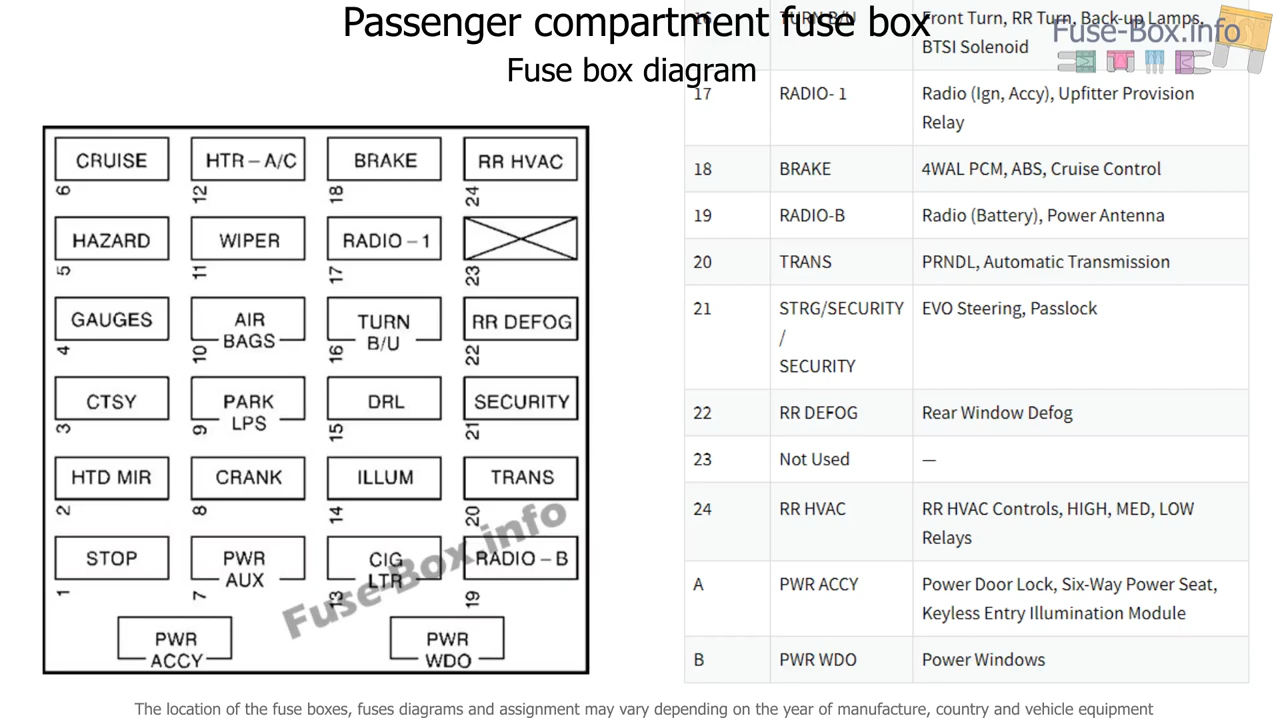 Passenger compartment fuse box
Fuse box diagram
Fuse-Box.info
CRUISE
HTR – A/C
BRAKE
RR HVAC
6
12
18
24
HAZARD
WIPER
RADIO – 1
5
11
17
23
GAUGES
AIR
BAGS
TURN
B/U
RR DEFOG
4
10
16
22
CTSY
PARK
LPS
DRL
SECURITY
3
9
15
21
HTD MIR
CRANK
ILLUM
TRANS
2
8
14
20
STOP
PWR
AUX
CIG
LTR
RADIO – B
1
7
13
19
PWR
ACCY
PWR
WDO
Fuse-Box.info
16 TURN B/U Front Turn, RR Turn, Back-up Lamps,
BTSI Solenoid
17 RADIO- 1 Radio (Ign, Accy), Upfitter Provision
Relay
18 BRAKE 4WAL PCM, ABS, Cruise Control
19 RADIO-B Radio (Battery), Power Antenna
20 TRANS PRNDL, Automatic Transmission
21 STRG/SECURITY EVO Steering, Passlock
/
SECURITY
22 RR DEFOG Rear Window Defog
23 Not Used —
24 RR HVAC RR HVAC Controls, HIGH, MED, LOW
Relays
A PWR ACCY Power Door Lock, Six-Way Power Seat,
Keyless Entry Illumination Module
B PWR WDO Power Windows
The location of the fuse boxes, fuses diagrams and assignment may vary depending on the year of manufacture, country and vehicle equipment